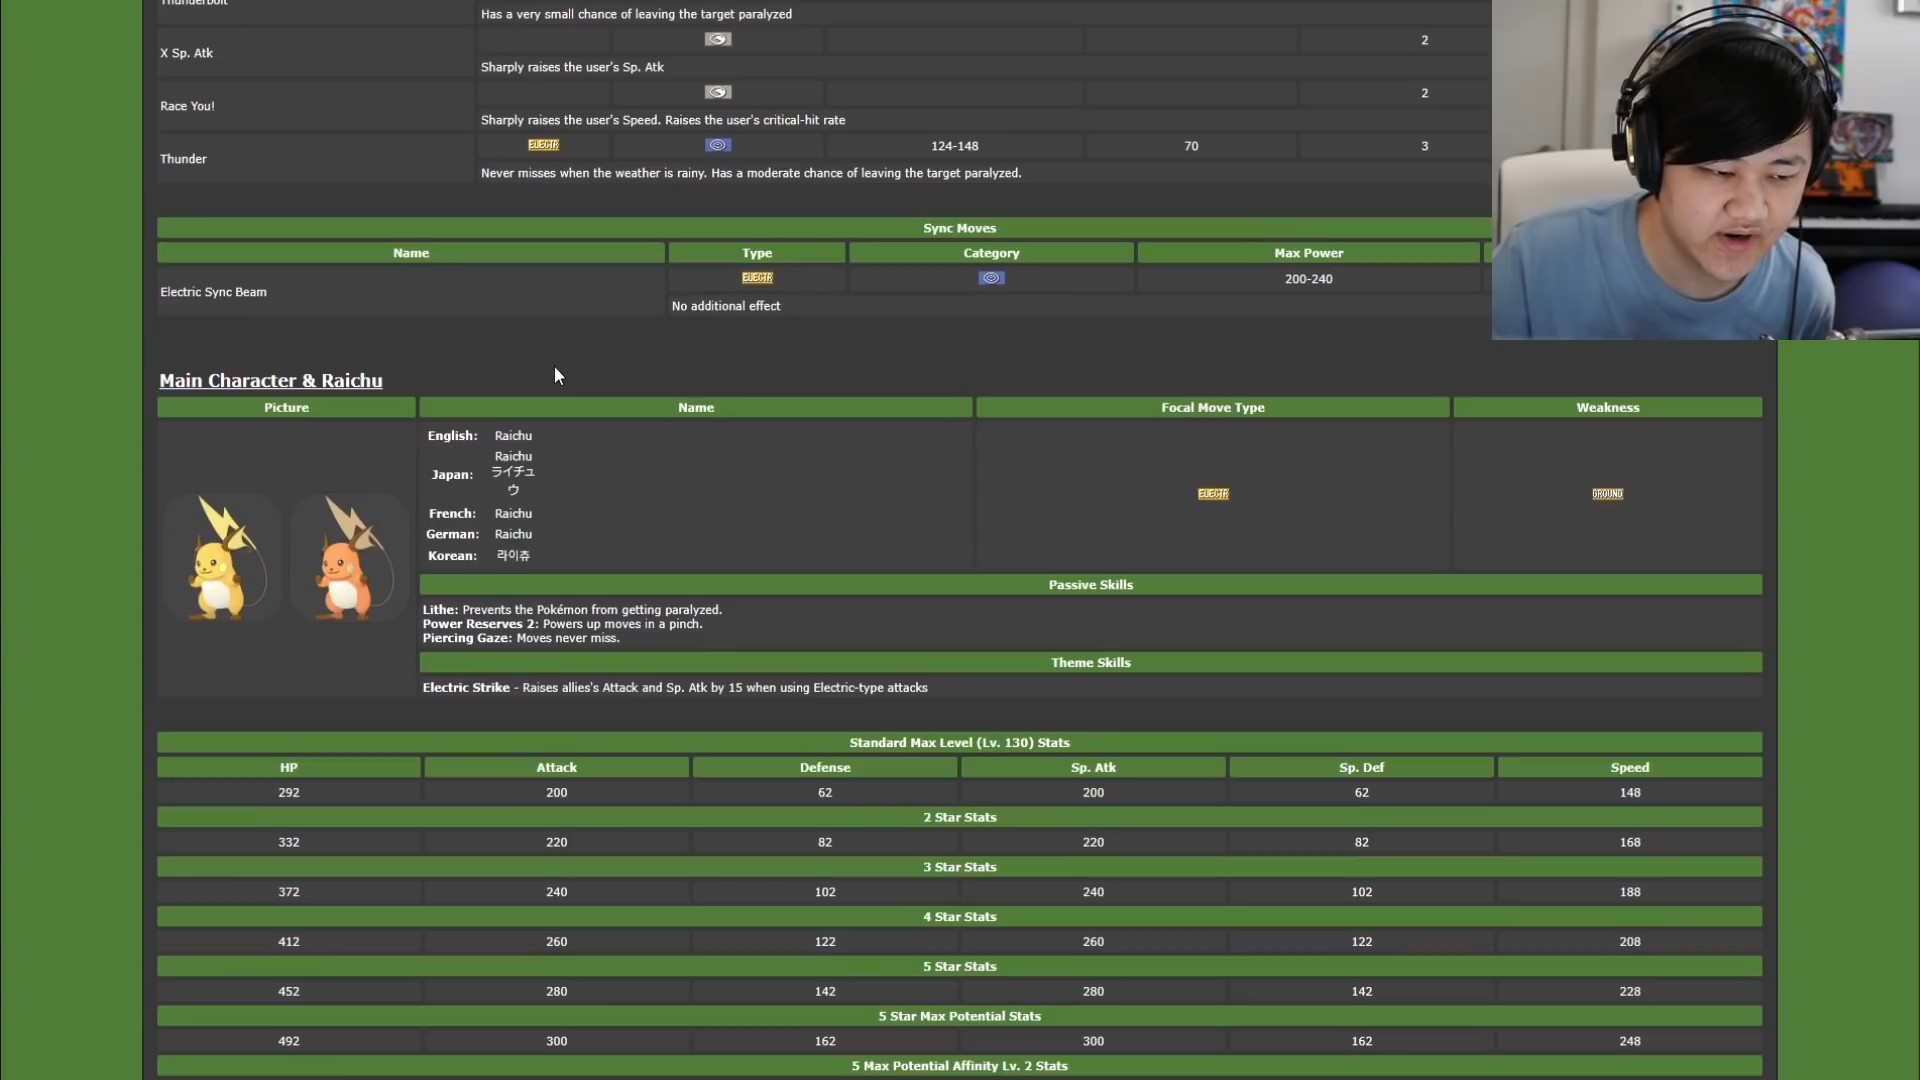 Thunderbolt
Has a very small chance of leaving the target paralyzed
X Sp. Atk
2
Sharply raises the user's Sp. Atk
Race You!
2
Sharply raises the user's Speed. Raises the user's critical-hit rate
Thunder
ELECTR
124-148
70
3
Never misses when the weather is rainy. Has a moderate chance of leaving the target paralyzed.
Sync Moves
Name Type Category Max Power
Electric Sync Beam
ELECTR
200-240
No additional effect
Main Character & Raichu
Picture Name Focal Move Type Weakness
English: Raichu
Japan: Raichu
ライチュ
ウ
French: Raichu
German: Raichu
Korean: 라이츄
ELECTR
GROUND
Passive Skills
Lithe: Prevents the Pokémon from getting paralyzed.
Power Reserves 2: Powers up moves in a pinch.
Piercing Gaze: Moves never miss.
Theme Skills
Electric Strike - Raises allies's Attack and Sp. Atk by 15 when using Electric-type attacks
Standard Max Level (Lv. 130) Stats
HP Attack Defense Sp. Atk Sp. Def Speed
292 200 62 200 62 148
2 Star Stats
332 220 82 220 82 168
3 Star Stats
372 240 102 240 102 188
4 Star Stats
412 260 122 260 122 208
5 Star Stats
452 280 142 280 142 228
5 Star Max Potential Stats
492 300 162 300 162 248
5 Max Potential Affinity Lv. 2 Stats